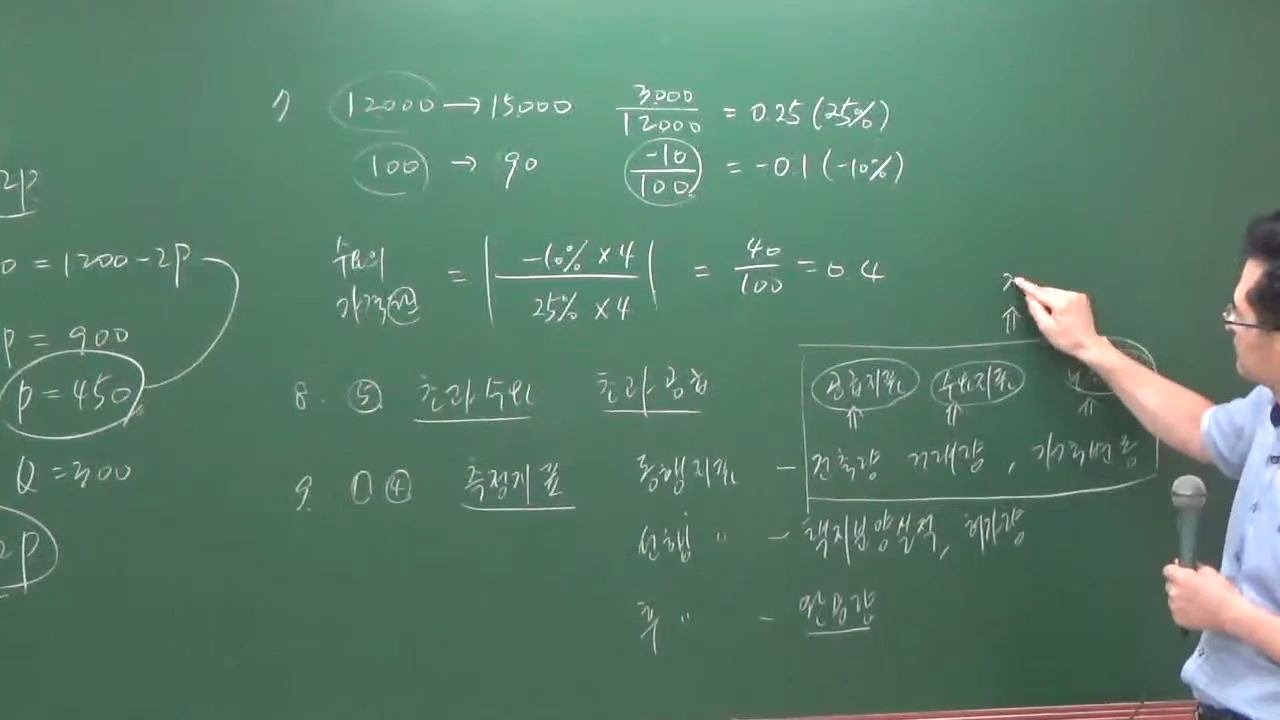 2p
0 = 1200 - 2P
p = 900
p = 450
Q = 300
2p
7) 12000 → 15000 3000/12000 = 0.25 (25%)
100 → 90 -10/100 = -0.1 (-10%)
수요의 가격탄 = | -10% × 4 / 25% × 4 | = 40/100 = 0.4
8. ⑤ 초과수요 초과공급
공급지표 수요지표
9. ④ 측정지표 동행지표 - 건축량 거래량, 가격변동
선행 〃 - 택지분양실적, 허가량
후 〃 - 완공량